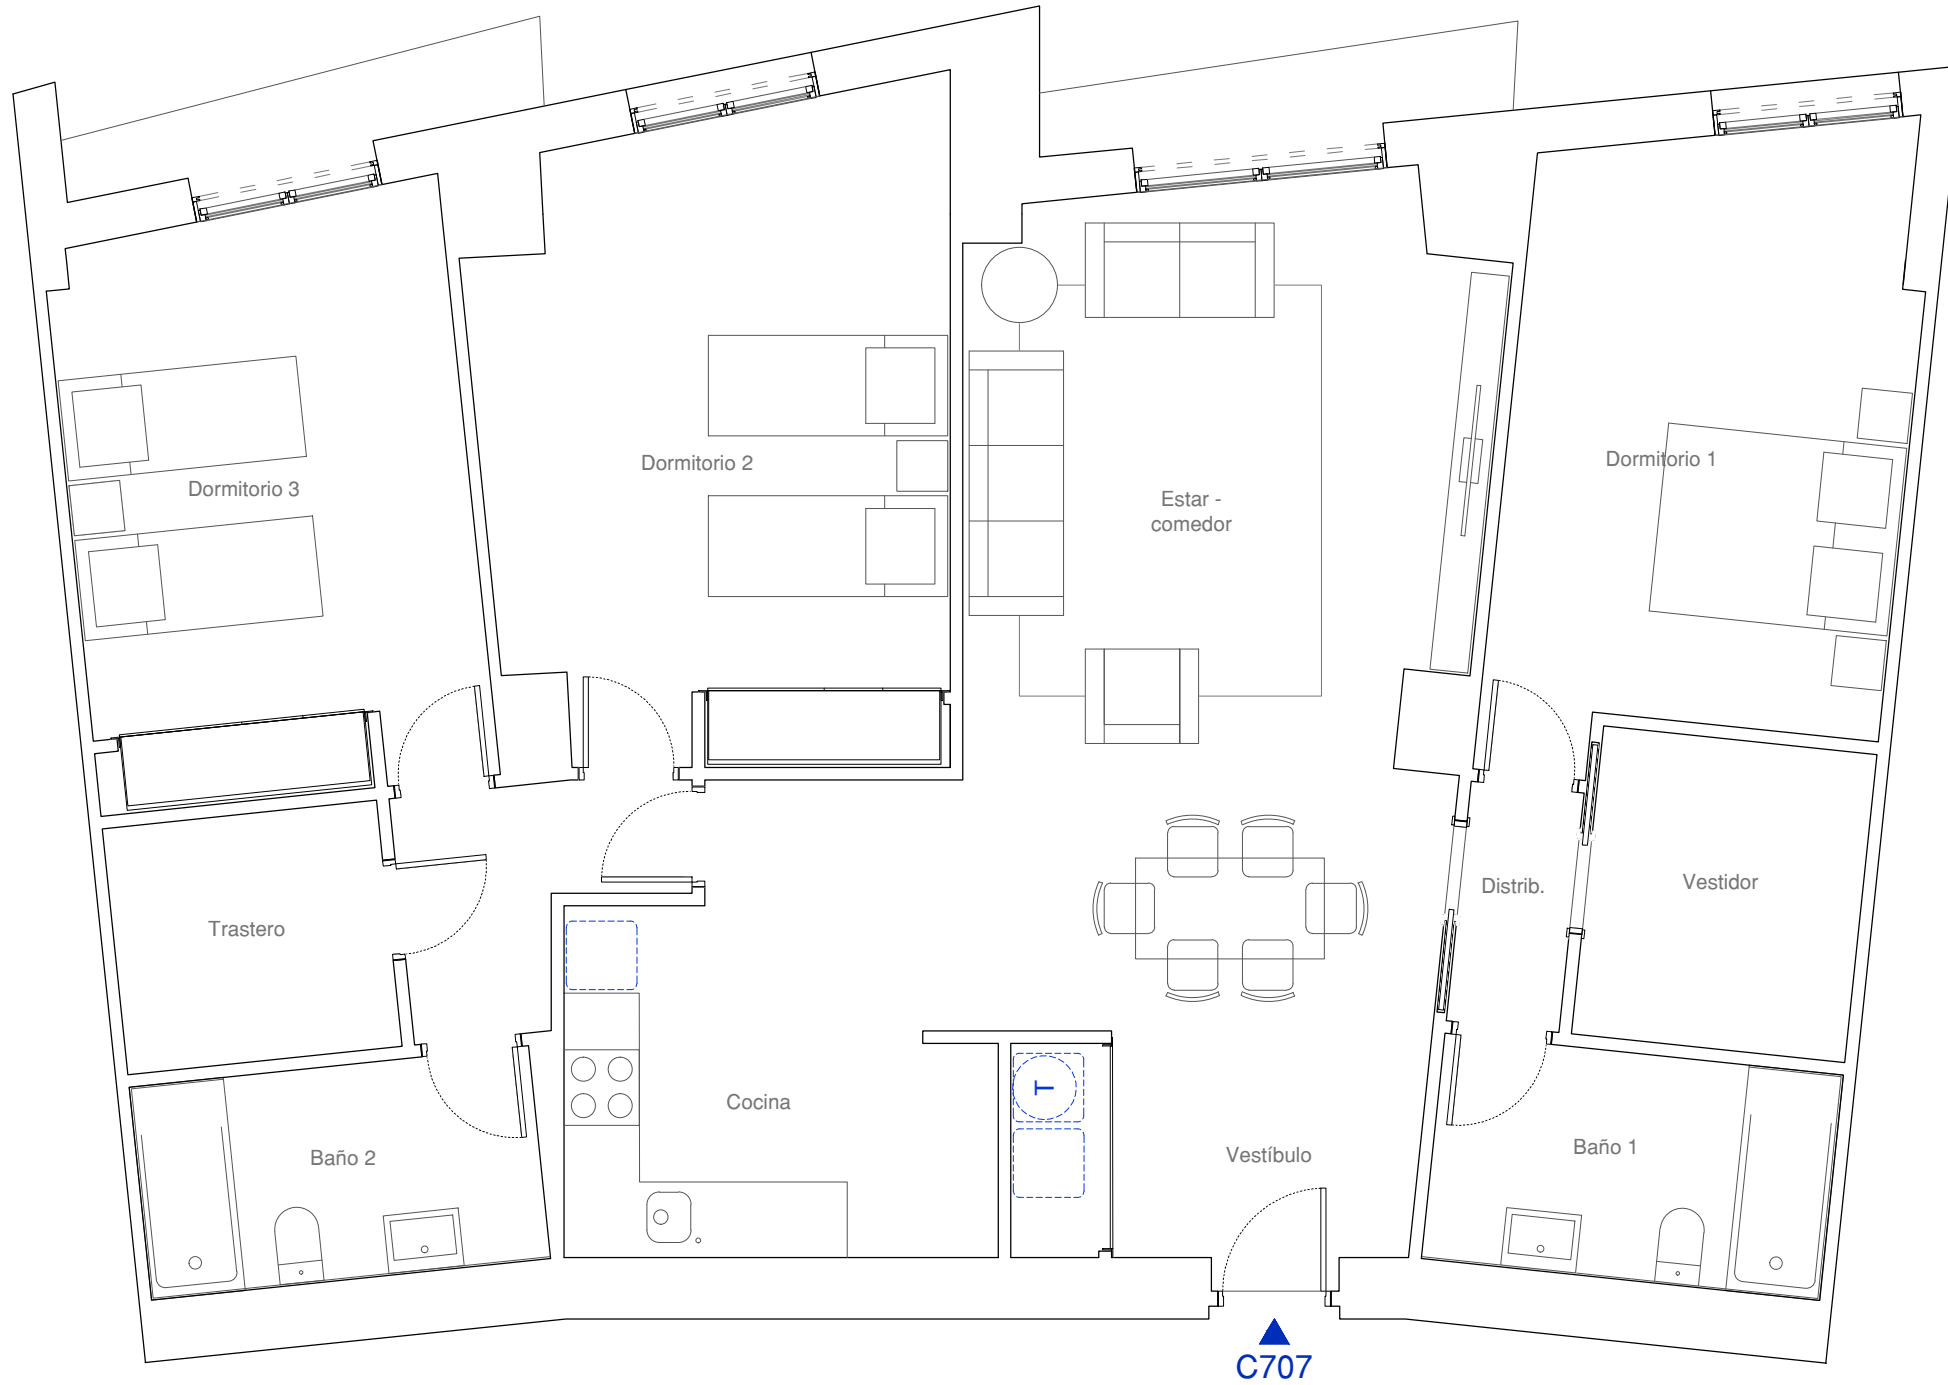 Dormitorio 3
Dormitorio 2
Estar -
comedor
Dormitorio 1
Trastero
Distrib.
Vestidor
Cocina
T
Baño 2
Vestíbulo
Baño 1
C707